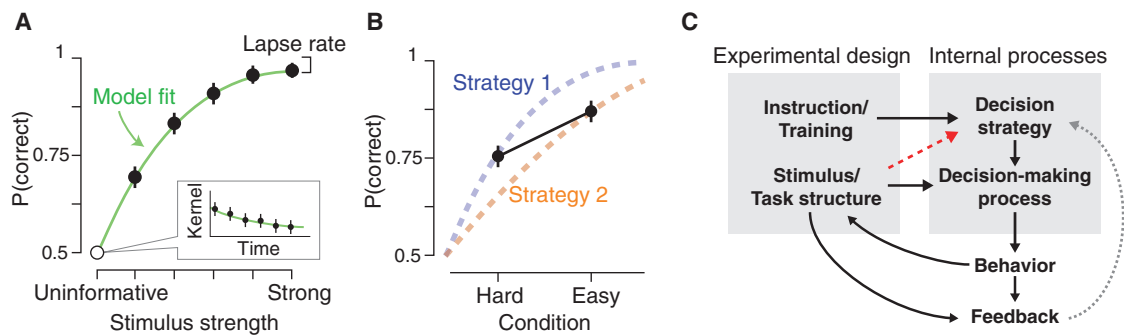 A
P(correct)
1
0.75
0.5
Lapse rate
Model fit
Kernel
Time
Uninformative
Strong
Stimulus strength
B
P(correct)
1
0.75
0.5
Strategy 1
Strategy 2
Hard
Easy
Condition
C
Experimental design
Internal processes
Instruction/
Training
Decision
strategy
Stimulus/
Task structure
Decision-making
process
Behavior
Feedback